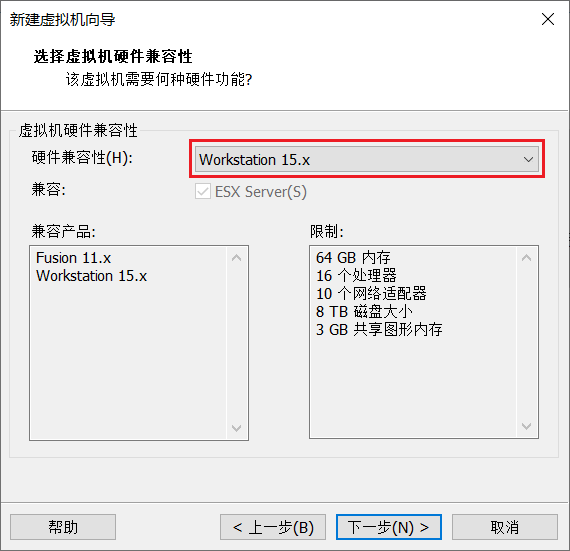 新建虚拟机向导
选择虚拟机硬件兼容性
该虚拟机需要何种硬件功能?
虚拟机硬件兼容性
硬件兼容性(H):
Workstation 15.x
兼容:
ESX Server(S)
兼容产品:
Fusion 11.x
Workstation 15.x
限制:
64 GB 内存
16 个处理器
10 个网络适配器
8 TB 磁盘大小
3 GB 共享图形内存
帮助
< 上一步(B)
下一步(N) >
取消